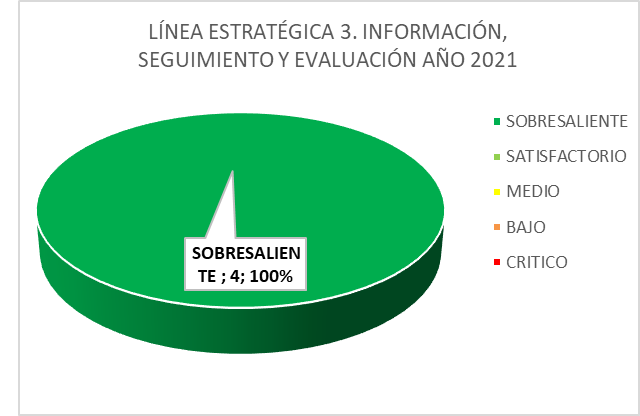 LÍNEA ESTRATÉGICA 3. INFORMACIÓN,
SEGUIMIENTO Y EVALUACIÓN AÑO 2021
SOBRESALIENTE
SATISFACTORIO
MEDIO
BAJO
CRITICO
SOBRESALIEN
TE ; 4; 100%